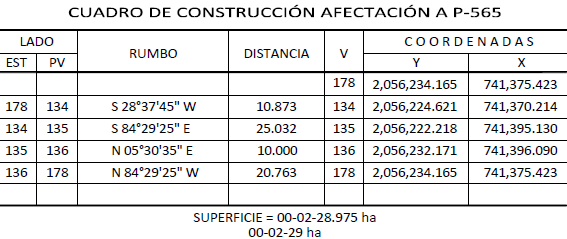 CUADRO DE CONSTRUCCIÓN AFECTACIÓN A P-565
LADO RUMBO DISTANCIA V COORDENADAS
EST PV Y X
178 2,056,234.165 741,375.423
178 134 S 28°37'45" W 10.873 134 2,056,224.621 741,370.214
134 135 S 84°29'25" E 25.032 135 2,056,222.218 741,395.130
135 136 N 05°30'35" E 10.000 136 2,056,232.171 741,396.090
136 178 N 84°29'25" W 20.763 178 2,056,234.165 741,375.423
SUPERFICIE = 00-02-28.975 ha
00-02-29 ha